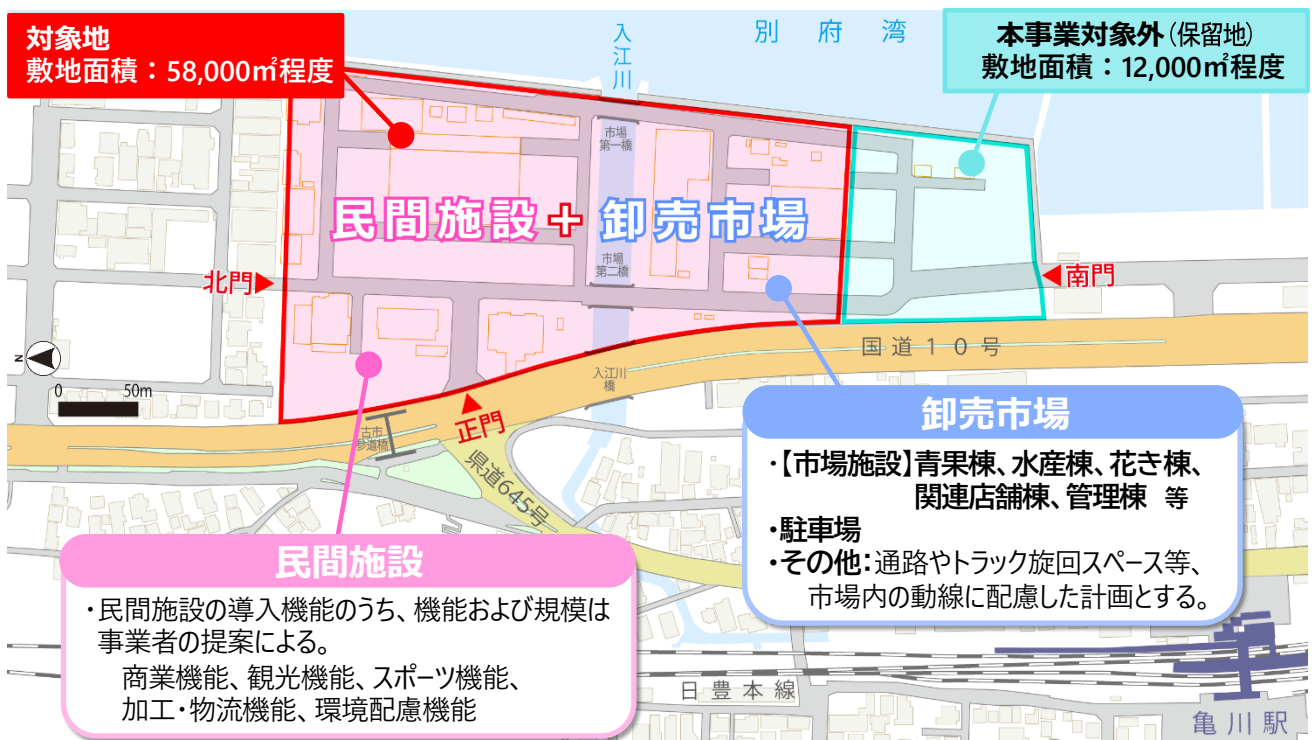 対象地
敷地面積：58,000㎡程度
入江川
別府湾
本事業対象外（保留地）
敷地面積：12,000㎡程度
市場
第一橋
民間施設＋卸売市場
市場
第二橋
北門
南門
N
0 50m
国道１０号
入江川
橋
古市
参道橋
正門
県道645号
卸売市場
・【市場施設】青果棟、水産棟、花き棟、
関連店舗棟、管理棟 等
・駐車場
・その他：通路やトラック旋回スペース等、
市場内の動線に配慮した計画とする。
民間施設
・民間施設の導入機能のうち、機能および規模は
事業者の提案による。
商業機能、観光機能、スポーツ機能、
加工・物流機能、環境配慮機能
日豊本線
亀川駅